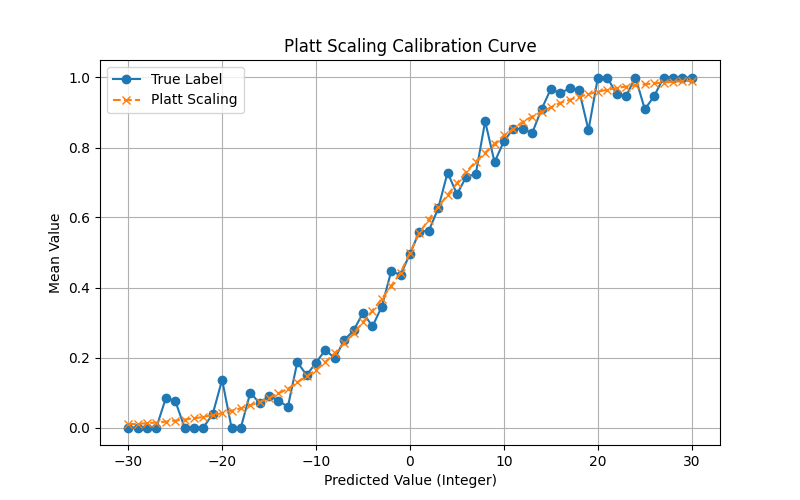 Platt Scaling Calibration Curve
True Label
Platt Scaling
Mean Value
1.0
0.8
0.6
0.4
0.2
0.0
−30 −20 −10 0 10 20 30
Predicted Value (Integer)